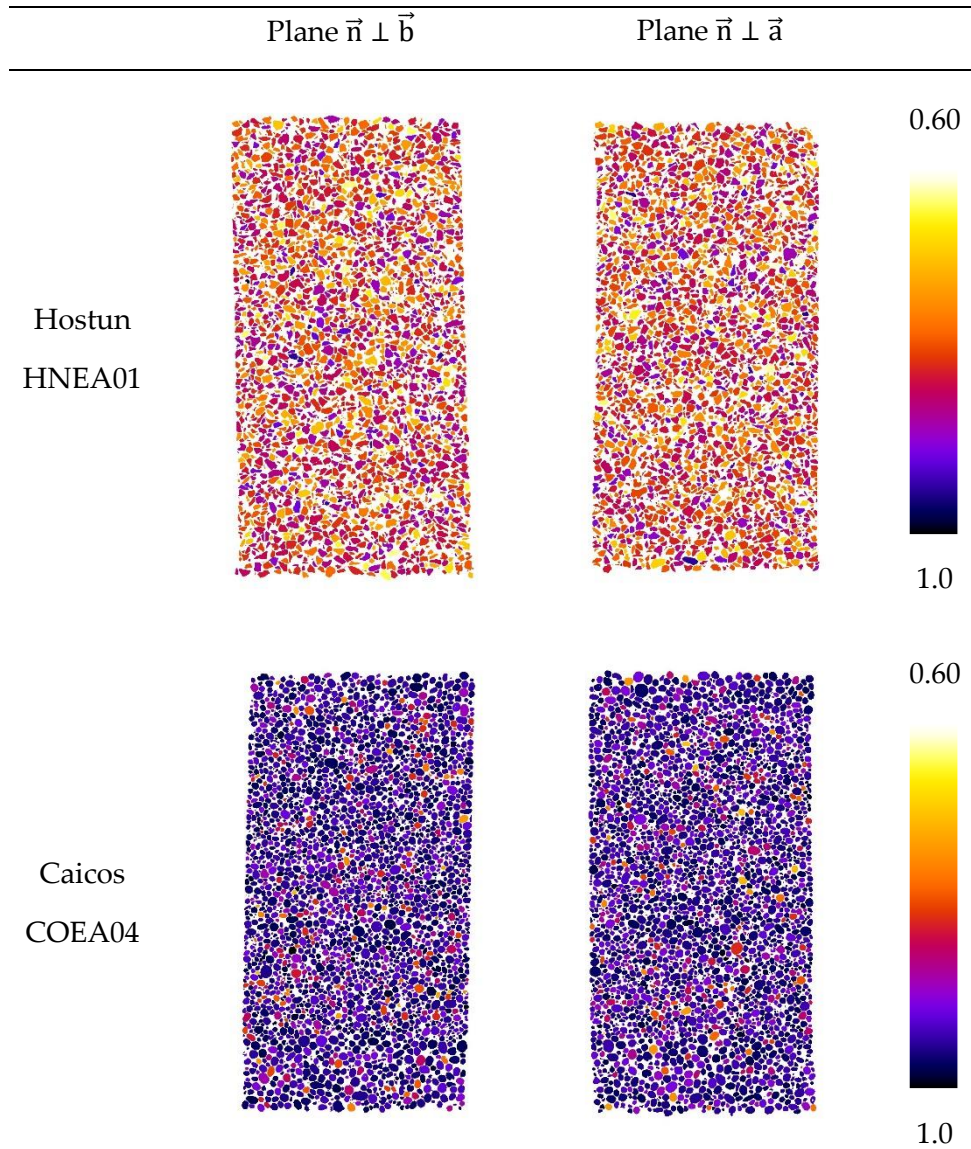 Plane n⃗ ⊥ b⃗
Plane n⃗ ⊥ a⃗
0.60
Hostun
HNEA01
1.0
0.60
Caicos
COEA04
1.0